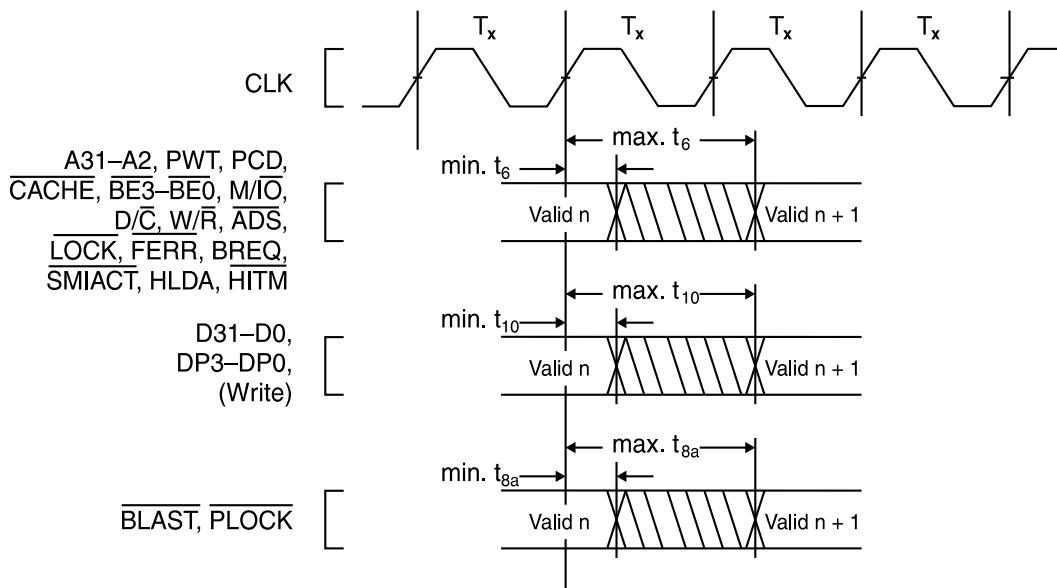 Tx Tx Tx Tx
CLK
max. t6
min. t6
A31–A2, PWT, PCD,
CACHE, BE3–BE0, M/IO,
D/C, W/R, ADS,
LOCK, FERR, BREQ,
SMIACT, HLDA, HITM
Valid n Valid n + 1
max. t10
min. t10
D31–D0,
DP3–DP0,
(Write)
Valid n Valid n + 1
max. t8a
min. t8a
BLAST, PLOCK
Valid n Valid n + 1